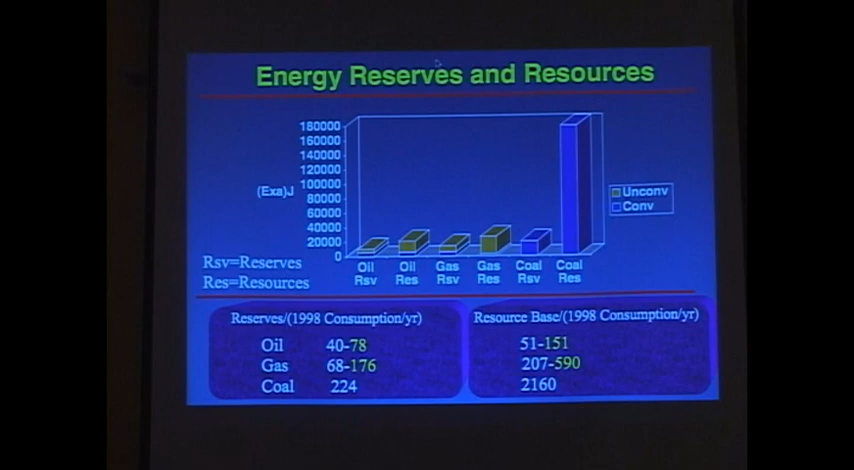 Energy Reserves and Resources
180000
160000
140000
120000
100000
80000
60000
40000
20000
0
(Exa)J
Unconv
Conv
Oil Rsv
Oil Res
Gas Rsv
Gas Res
Coal Rsv
Coal Res
Rsv=Reserves
Res=Resources
Reserves/(1998 Consumption/yr)
Oil 40-78
Gas 68-176
Coal 224
Resource Base/(1998 Consumption/yr)
51-151
207-590
2160